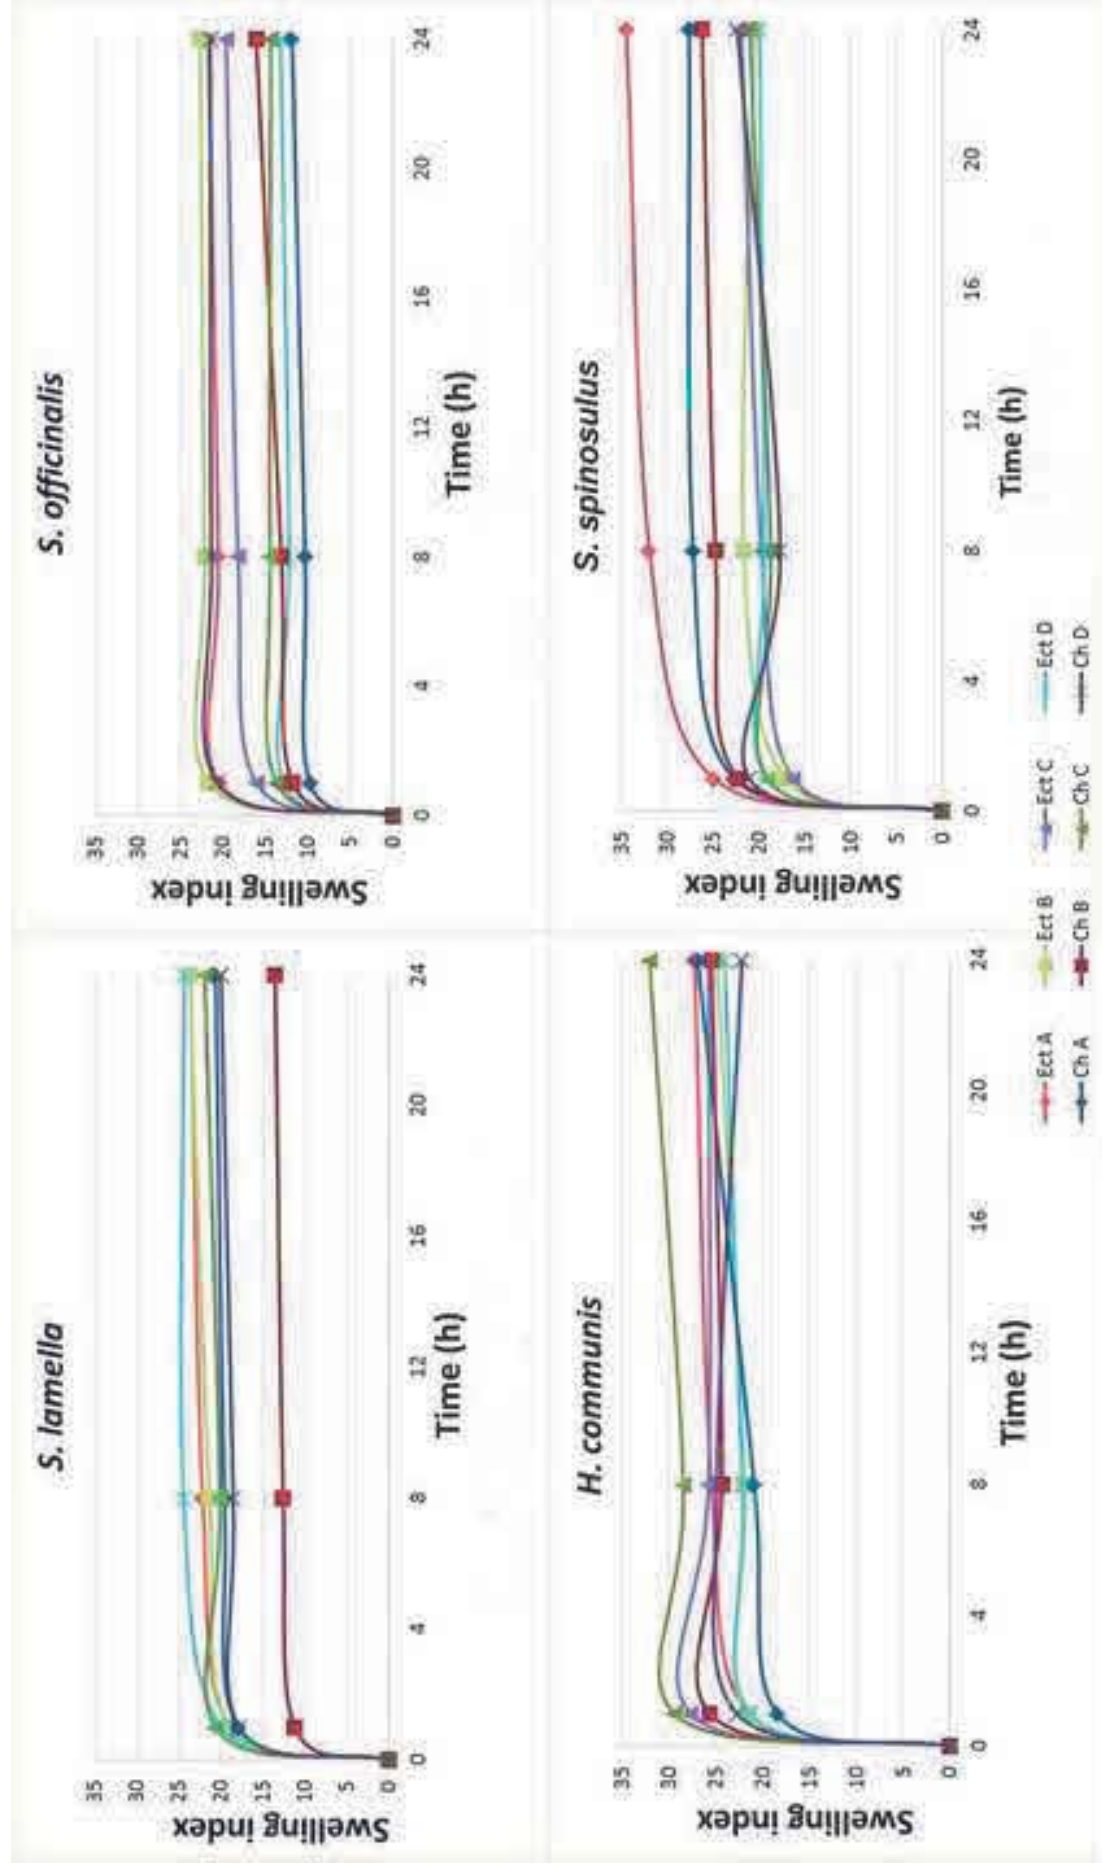 S. lamella
Swelling index
35
30
25
20
15
10
5
0
0 4 8 12 16 20 24
Time (h)
S. officinalis
Swelling index
35
30
25
20
15
10
5
0
0 4 8 12 16 20 24
Time (h)
H. communis
Swelling index
35
30
25
20
15
10
5
0
0 4 8 12 16 20 24
Time (h)
S. spinosulus
Swelling index
35
30
25
20
15
10
5
0
0 4 8 12 16 20 24
Time (h)
Ect A Ect B Ect C Ect D
Ch A Ch B Ch C Ch D